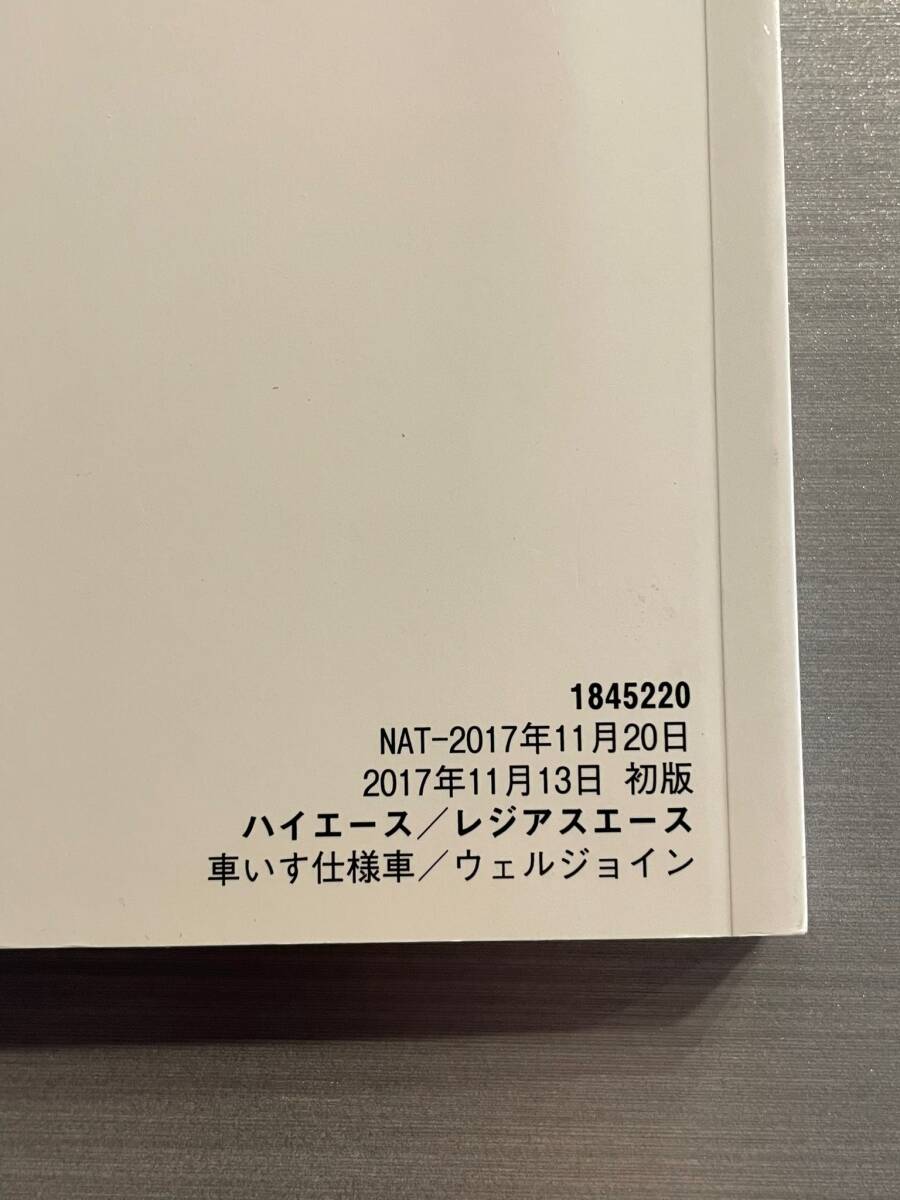 1845220
NAT-2017年11月20日
2017年11月13日 初版
ハイエース/レジアスエース
車いす仕様車/ウェルジョイン